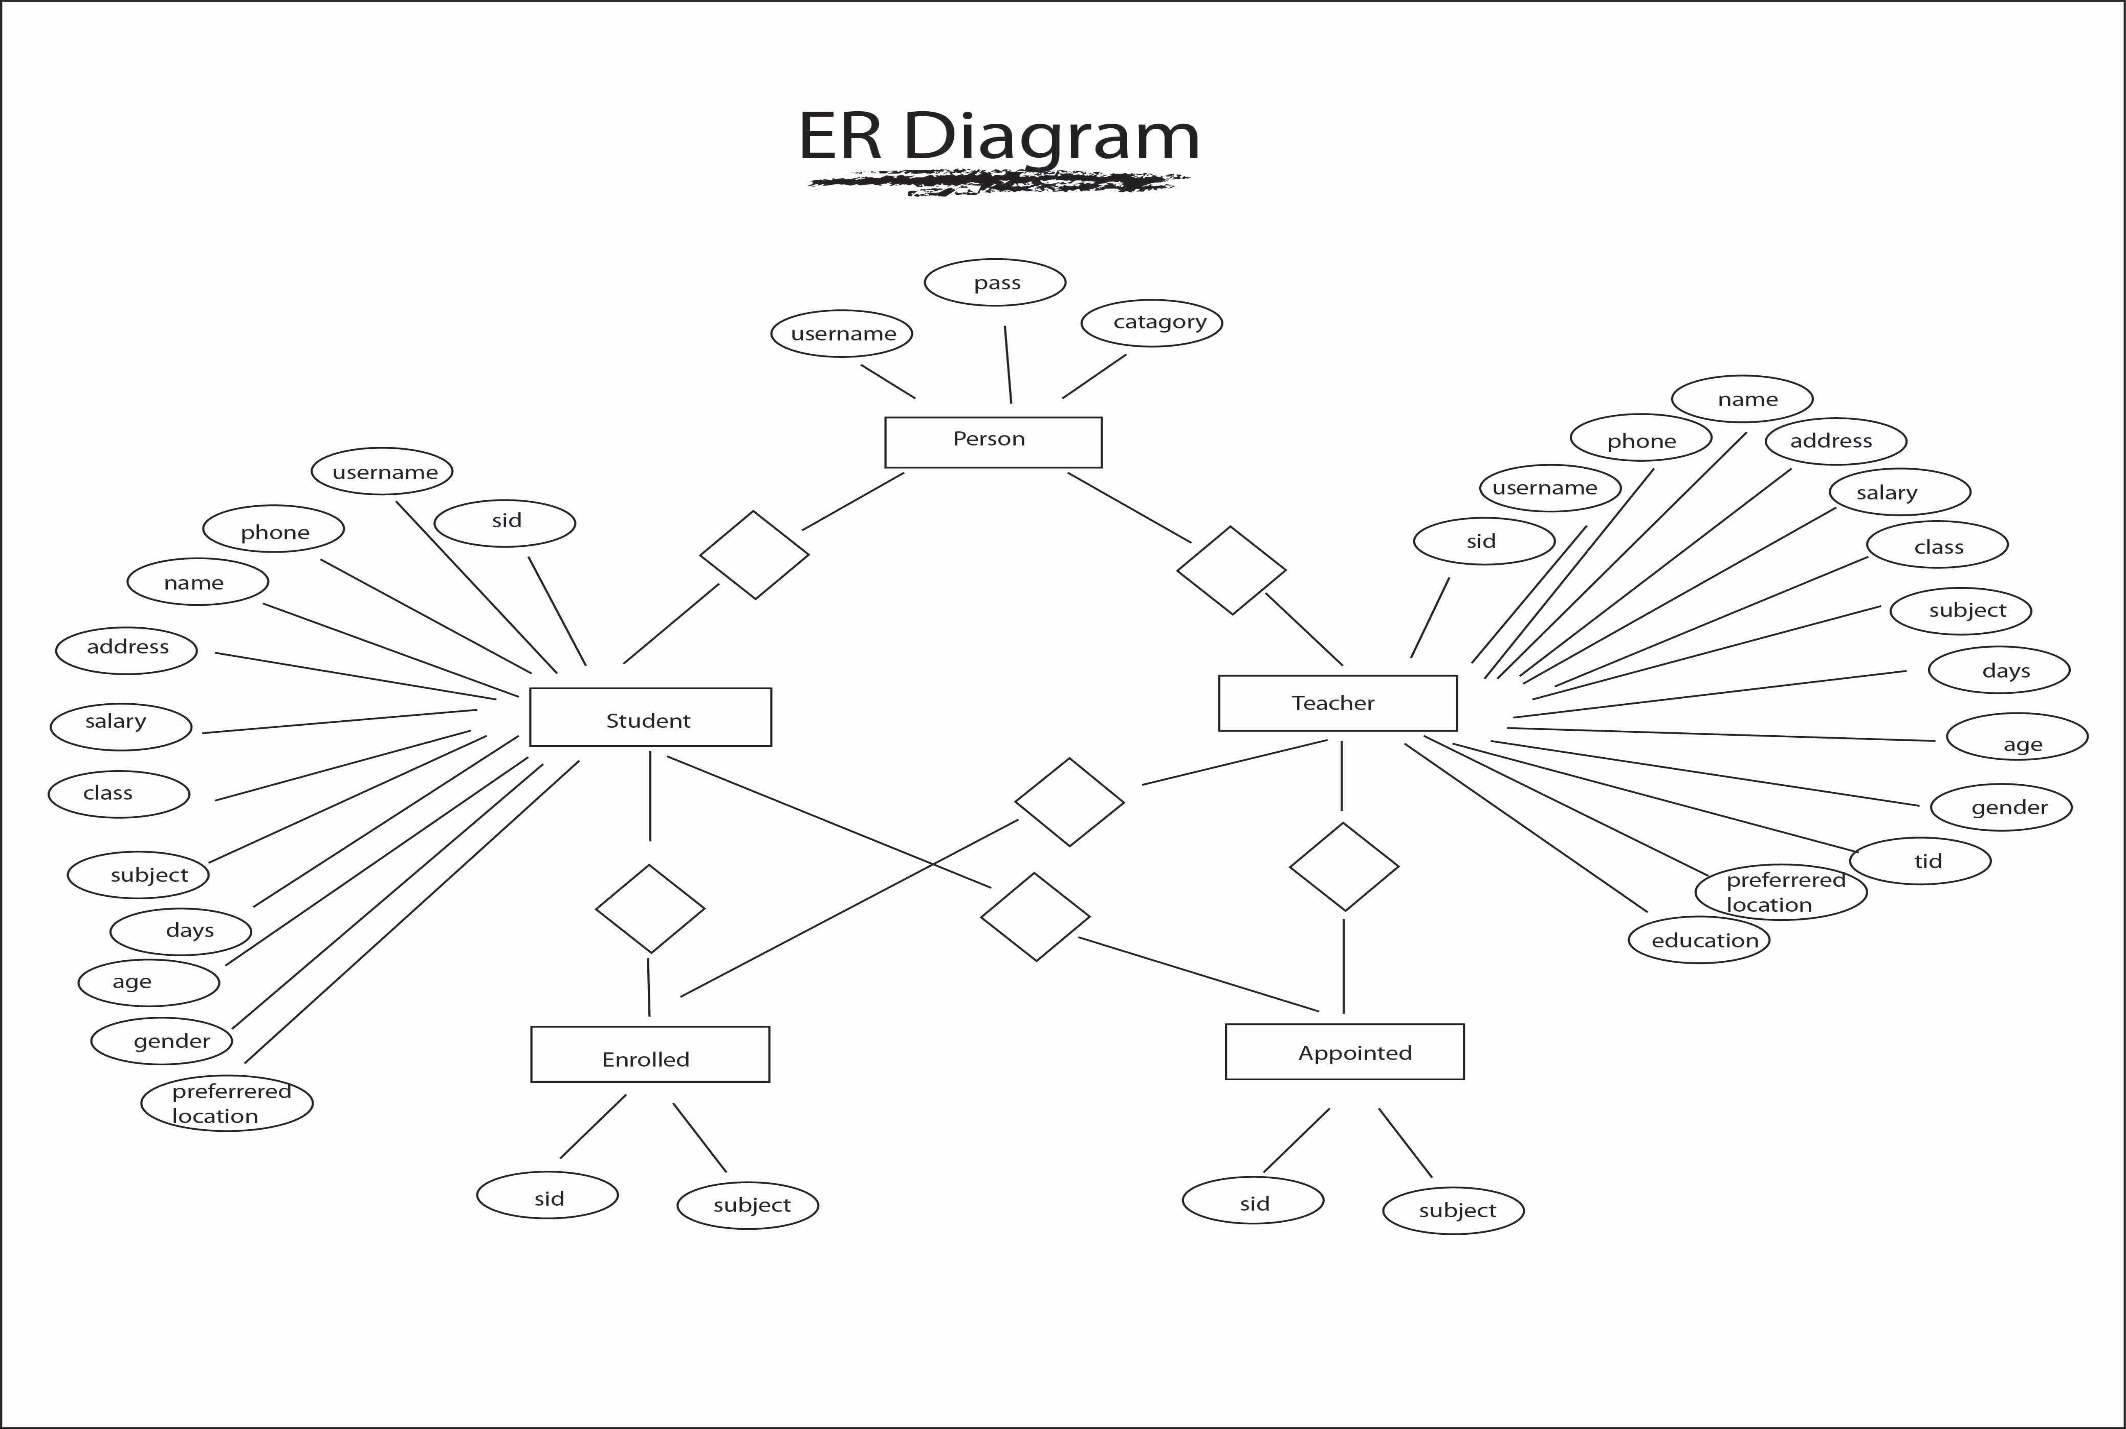 ER Diagram
pass
username
catagory
Person
username
sid
phone
name
address
salary
class
subject
days
age
gender
preferrered
location
Student
name
phone
address
username
salary
sid
class
subject
days
age
gender
tid
preferrered
location
education
Teacher
Enrolled
sid
subject
Appointed
sid
subject